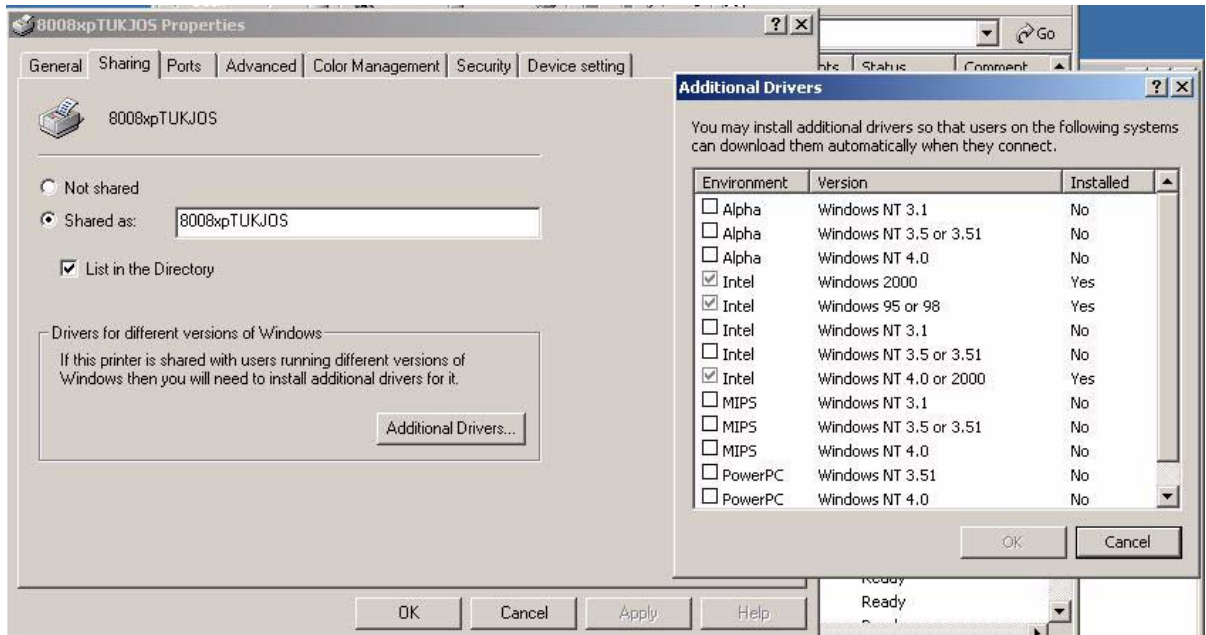 8008xpTUKJOS Properties
General Sharing Ports Advanced Color Management Security Device setting
8008xpTUKJOS
Not shared
Shared as: 8008xpTUKJOS
List in the Directory
Drivers for different versions of Windows
If this printer is shared with users running different versions of
Windows then you will need to install additional drivers for it.
Additional Drivers...
OK Cancel Apply Help
Go
Status Comment
Additional Drivers
You may install additional drivers so that users on the following systems
can download them automatically when they connect.
Environment Version Installed
Alpha Windows NT 3.1 No
Alpha Windows NT 3.5 or 3.51 No
Alpha Windows NT 4.0 No
Intel Windows 2000 Yes
Intel Windows 95 or 98 Yes
Intel Windows NT 3.1 No
Intel Windows NT 3.5 or 3.51 No
Intel Windows NT 4.0 or 2000 Yes
MIPS Windows NT 3.1 No
MIPS Windows NT 3.5 or 3.51 No
MIPS Windows NT 4.0 No
PowerPC Windows NT 3.51 No
PowerPC Windows NT 4.0 No
OK Cancel
Ready
Ready